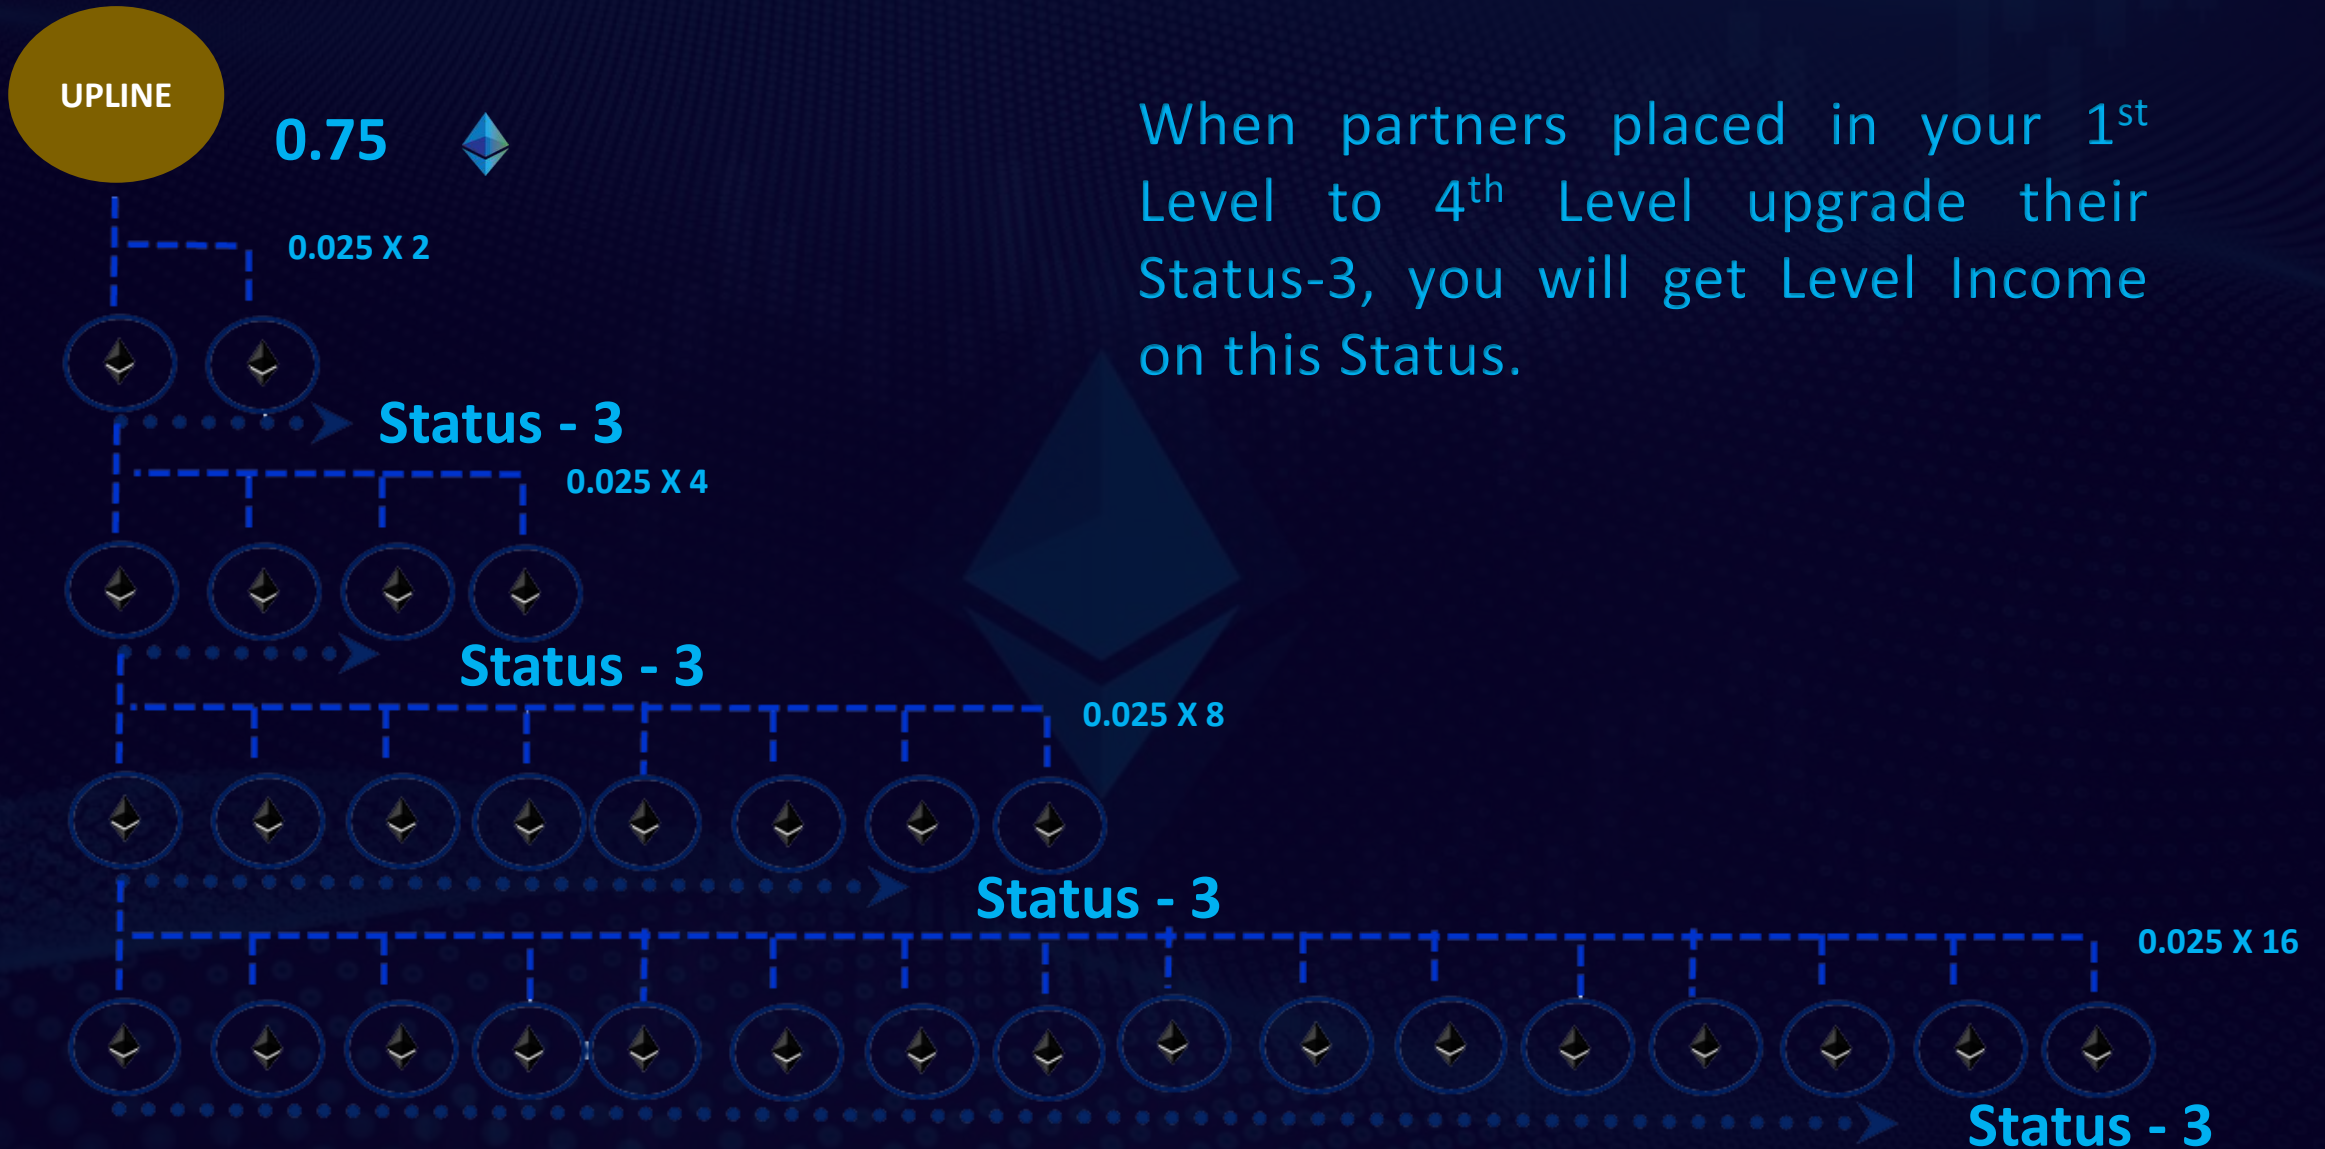 UPLINE
0.75
When partners placed in your 1st
Level to 4th Level upgrade their
Status-3, you will get Level Income
on this Status.
0.025 X 2
Status - 3
0.025 X 4
Status - 3
0.025 X 8
Status - 3
0.025 X 16
Status - 3